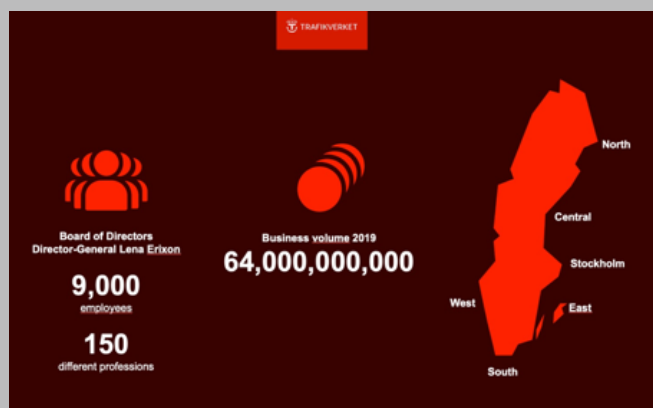 TRAFIKVERKET
Board of Directors
Director-General Lena Erixon
9,000
employees
150
different professions
Business volume 2019
64,000,000,000
North
Central
Stockholm
West
East
South